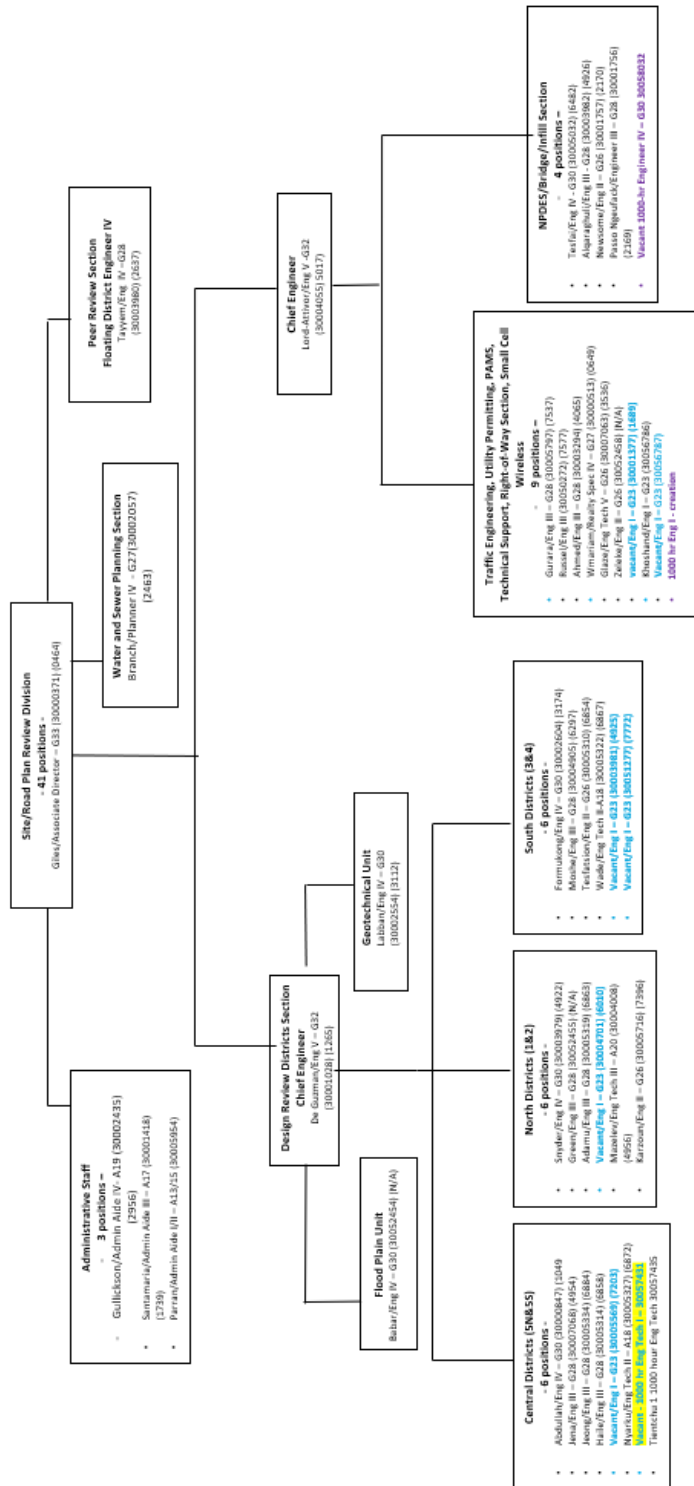 Site/Road Plan Review Division
- 41 positions -
Giles/Associate Director – G33 (30000371) (0464)
Administrative Staff
- 3 positions –
Gullickson/Admin Aide IV- A19 (30002435)
(2956)
• Santamaria/Admin Aide III – A17 (30001418)
(1739)
• Parran/Admin Aide I/II – A13/15 (30005954)
Water and Sewer Planning Section
Branch/Planner IV - G27(30002057)
(2463)
Peer Review Section
Floating District Engineer IV
Tayyem/Eng IV –G28
(30003980) (2637)
Design Review Districts Section
Chief Engineer
De Guzman/Eng V – G32
(30001028) (1265)
Chief Engineer
Lord-Attivor/Eng V -G32
(30004055) 5017)
Flood Plain Unit
Babar/Eng IV – G30 (30052454) (N/A)
Geotechnical Unit
Labban/Eng IV – G30
(30002554) (3112)
Central Districts (5N&5S)
- 6 positions -
• Abdullah/Eng IV – G30 (30000847) (1049
• Jena/Eng III – G28 (30007068) (4954)
• Jeong/Eng III – G28 (30005334) (6884)
• Haile/Eng III – G28 (30005314) (6858)
• Vacant/Eng I – G23 (30005569) (7203)
• Nyarku/Eng Tech II – A18 (30005327) (6872)
• Vacant - 1000 hr Eng Tech I – 30057431
• Tientcha 1 1000 hour Eng Tech 30057435
North Districts (1&2)
- 6 positions -
• Snyder/Eng IV – G30 (30003979) (4922)
• Green/Eng III – G28 (30052455) (N/A)
• Adamu/Eng III – G28 (30005319) (6863)
• Vacant/Eng I – G23 (30004701) (6010)
• Mazelev/Eng Tech III – A20 (30004008)
(4956)
• Karzoun/Eng II – G26 (30005716) (7396)
South Districts (3&4)
- 6 positions -
• Formukong/Eng IV – G30 (30002604) (3174)
• Moshe/Eng III – G28 (30004905) (6297)
• Tesfatsion/Eng II – G26 (30005310) (6854)
• Wade/Eng Tech II-A18 (30005322) (6867)
• Vacant/Eng I – G23 (30003981) (4925)
• Vacant/Eng I – G23 (30051277) (7772)
Traffic Engineering, Utility Permitting, PAMS,
Technical Support, Right-of-Way Section, Small Cell
Wireless
- 9 positions –
• Gurara/Eng III – G28 (30005797) (7537)
• Russel/Eng III (30050272) (7577)
• Ahmed/Eng III – G28 (30003294) (4065)
• Wmariam/Realty Spec IV – G27 (30000513) (0649)
• Glaze/Eng Tech V – G26 (30007063) (3536)
• Zeleke/Eng II – G26 (30052458) (N/A)
• vacant/Eng I – G23 (30001377) (1689)
• Khoshand/Eng I – G23 (30056786)
• Vacant/Eng I – G23 (30056787)
• 1000 hr Eng I - creation
NPDES/Bridge/Infill Section
- 4 positions –
• Tesfai/Eng IV - G30 (30005032) (6482)
• Alqaraghuli/Eng III - G28 (30003982) (4926)
• Newsome/Eng II – G26 (30001757) (2170)
• Passo Ngeufack/Engineer III – G28 (30001756)
(2169)
• Vacant 1000-hr Engineer IV – G30 30058032